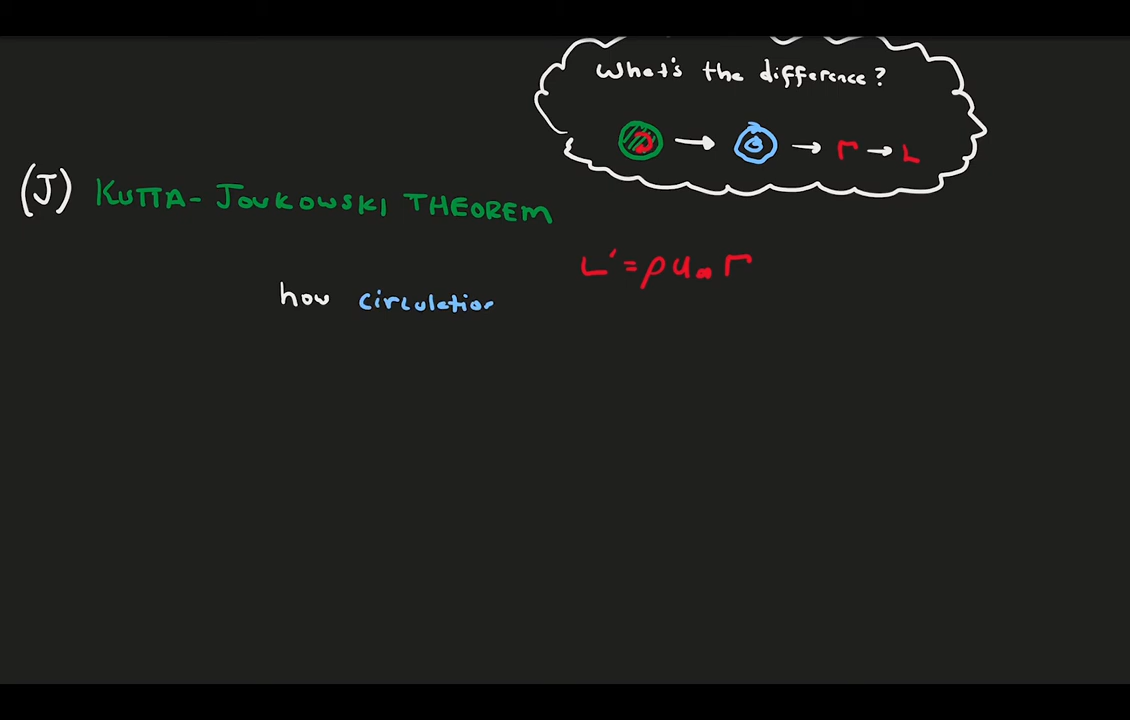 What's the difference?
→ → Γ → L
(J) KUTTA-JOUKOWSKI THEOREM
L' = ρu∞Γ
how circulation